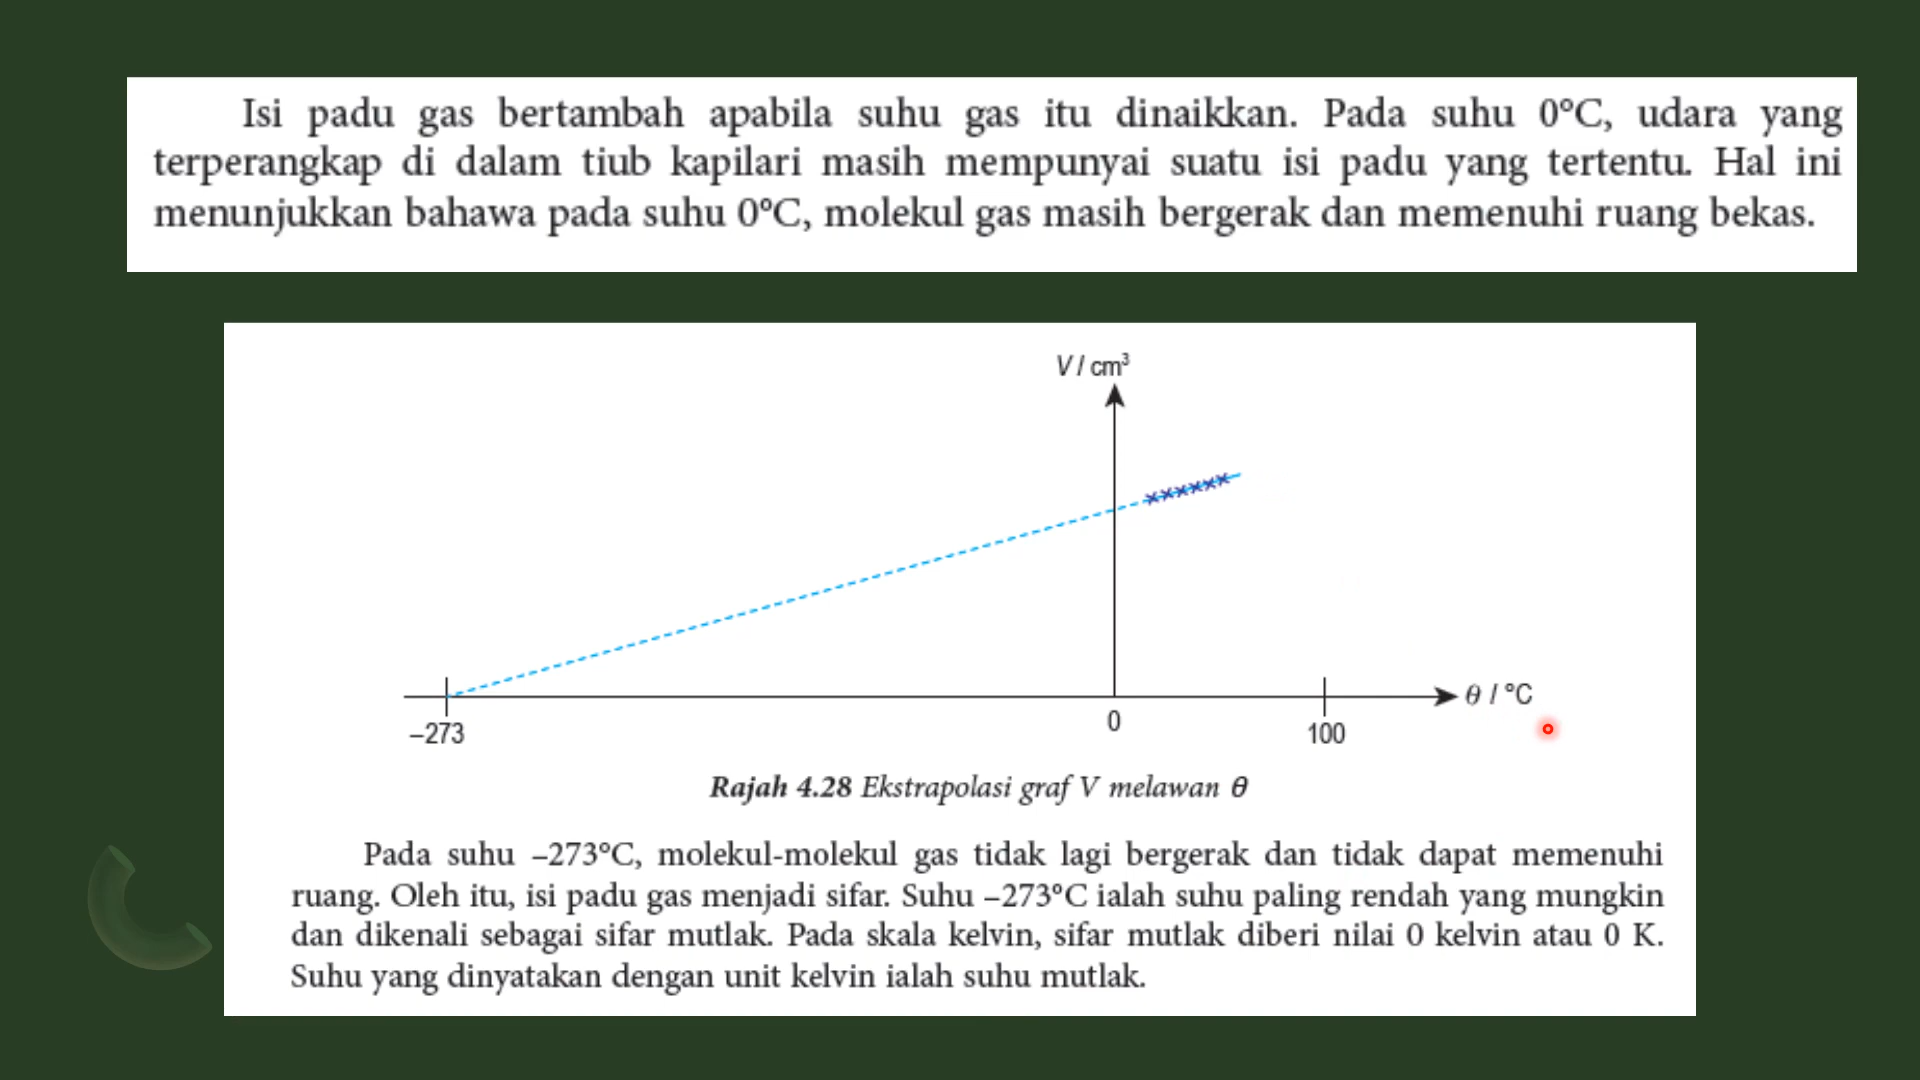 Isi padu gas bertambah apabila suhu gas itu dinaikkan. Pada suhu 0°C, udara yang
terperangkap di dalam tiub kapilari masih mempunyai suatu isi padu yang tertentu. Hal ini
menunjukkan bahawa pada suhu 0°C, molekul gas masih bergerak dan memenuhi ruang bekas.
V / cm³
θ / °C
–273
0
100
Rajah 4.28 Ekstrapolasi graf V melawan θ
Pada suhu –273°C, molekul-molekul gas tidak lagi bergerak dan tidak dapat memenuhi
ruang. Oleh itu, isi padu gas menjadi sifar. Suhu –273°C ialah suhu paling rendah yang mungkin
dan dikenali sebagai sifar mutlak. Pada skala kelvin, sifar mutlak diberi nilai 0 kelvin atau 0 K.
Suhu yang dinyatakan dengan unit kelvin ialah suhu mutlak.